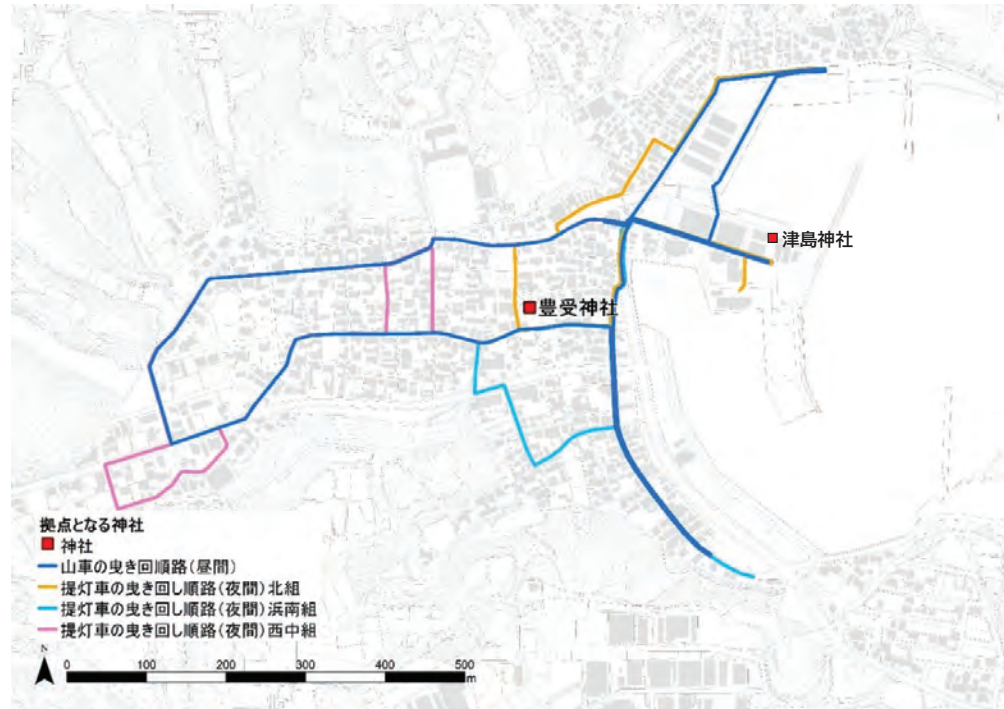 津島神社
豊受神社
拠点となる神社
神社
山車の曳き回順路(昼間)
提灯車の曳き回し順路(夜間)北組
提灯車の曳き回し順路(夜間)浜南組
提灯車の曳き回し順路(夜間)西中組
N
0 100 200 300 400 500
m